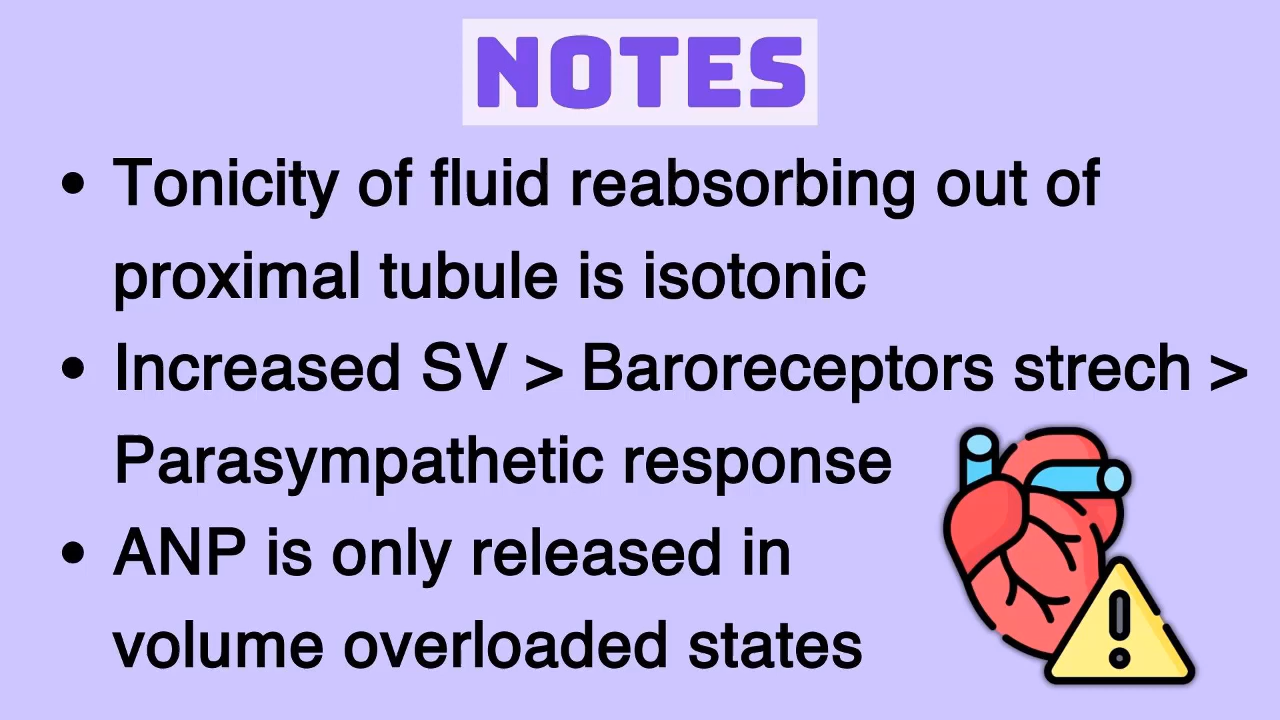 NOTES
• Tonicity of fluid reabsorbing out of
proximal tubule is isotonic
• Increased SV > Baroreceptors strech >
Parasympathetic response
• ANP is only released in
volume overloaded states